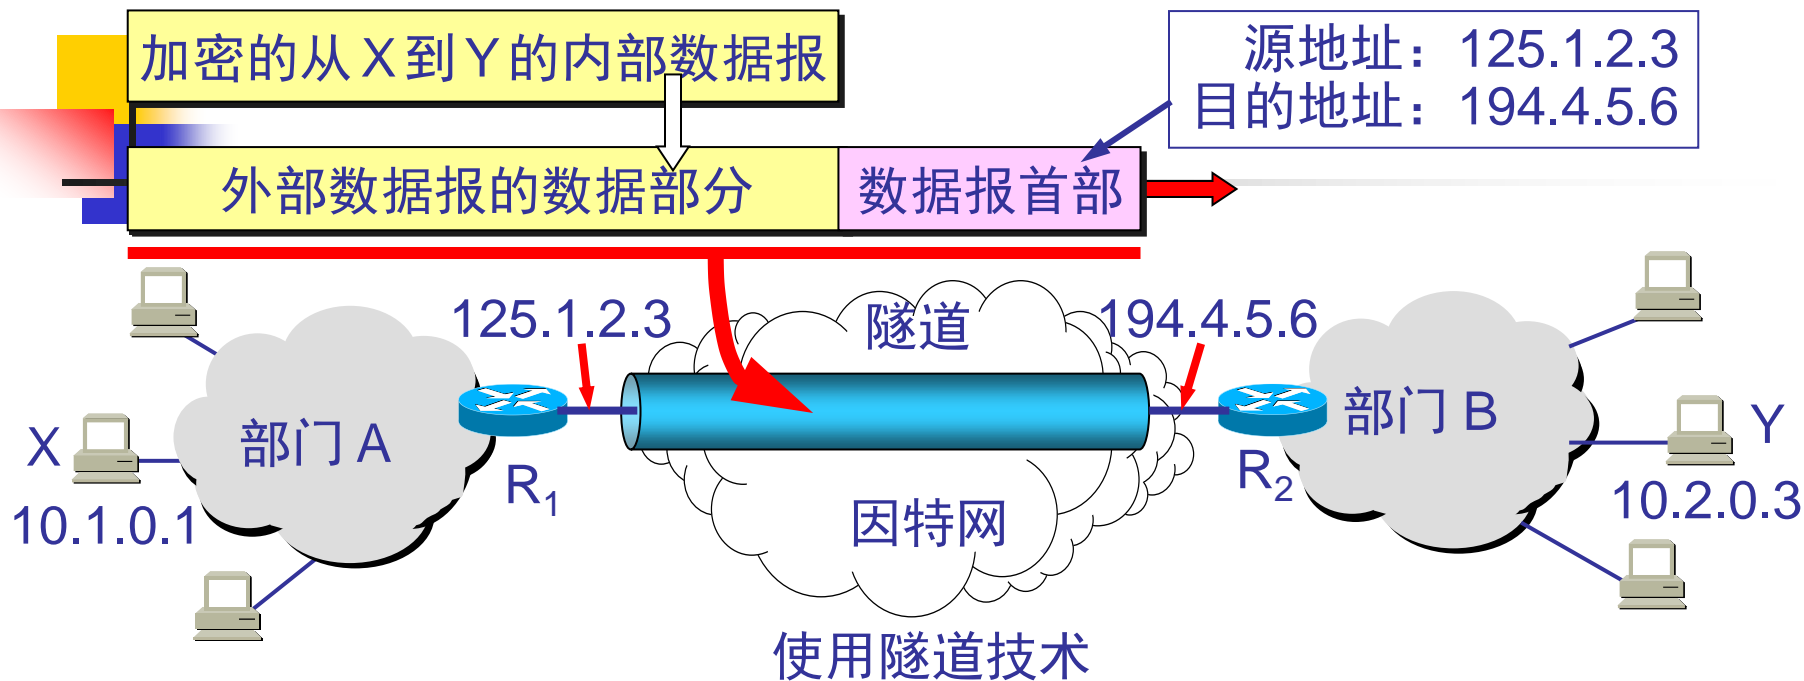 加密的从 X 到 Y 的内部数据报
源地址：125.1.2.3
目的地址：194.4.5.6
外部数据报的数据部分
数据报首部
125.1.2.3
隧道
194.4.5.6
部门 A
部门 B
X
Y
R1
R2
10.1.0.1
10.2.0.3
因特网
使用隧道技术